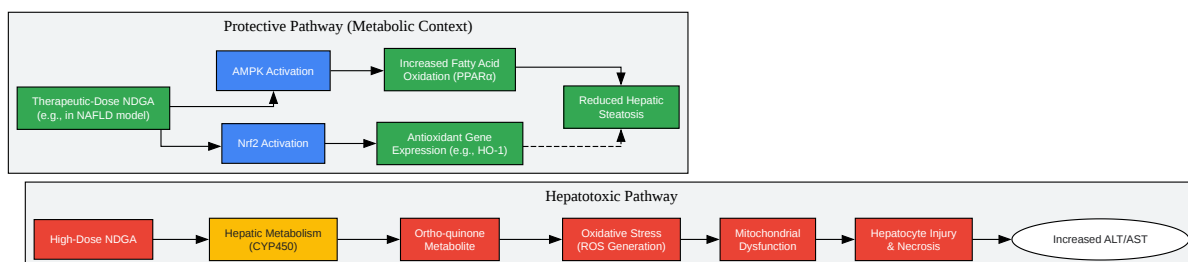 Protective Pathway (Metabolic Context)
AMPK Activation
Increased Fatty Acid
Oxidation (PPARα)
Therapeutic-Dose NDGA
(e.g., in NAFLD model)
Reduced Hepatic
Steatosis
Nrf2 Activation
Antioxidant Gene
Expression (e.g., HO-1)
Hepatotoxic Pathway
High-Dose NDGA
Hepatic Metabolism
(CYP450)
Ortho-quinone
Metabolite
Oxidative Stress
(ROS Generation)
Mitochondrial
Dysfunction
Hepatocyte Injury
& Necrosis
Increased ALT/AST